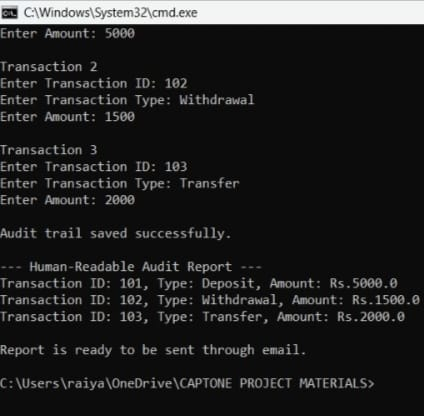 C:\Windows\System32\cmd.exe
Enter Amount: 5000
Transaction 2
Enter Transaction ID: 102
Enter Transaction Type: Withdrawal
Enter Amount: 1500
Transaction 3
Enter Transaction ID: 103
Enter Transaction Type: Transfer
Enter Amount: 2000
Audit trail saved successfully.
--- Human-Readable Audit Report ---
Transaction ID: 101, Type: Deposit, Amount: Rs.5000.0
Transaction ID: 102, Type: Withdrawal, Amount: Rs.1500.0
Transaction ID: 103, Type: Transfer, Amount: Rs.2000.0
Report is ready to be sent through email.
C:\Users\raiya\OneDrive\CAPTONE PROJECT MATERIALS>